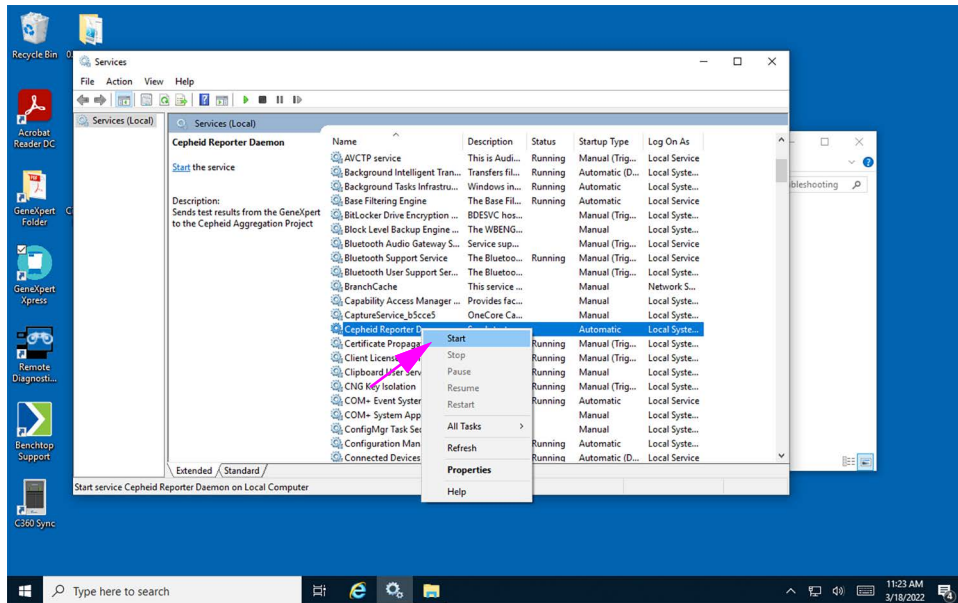 Recycle Bin
Acrobat
Reader DC
GeneXpert
Folder
GeneXpert
Xpress
Remote
Diagnosti...
Benchtop
Support
C360 Sync
Services
File Action View Help
Services (Local)
Services (Local)
Cepheid Reporter Daemon
Start the service
Description:
Sends test results from the GeneXpert
to the Cepheid Aggregation Project
Name Description Status Startup Type Log On As
AVCTP service This is Audi... Running Manual (Trig... Local Service
Background Intelligent Tran... Transfers fil... Running Automatic (D... Local Syste...
Background Tasks Infrastru... Windows in... Running Automatic Local Syste...
Base Filtering Engine The Base Fil... Running Automatic Local Service
BitLocker Drive Encryption ... BDESVC hos... Manual (Trig... Local Syste...
Block Level Backup Engine ... The WBENG... Manual Local Syste...
Bluetooth Audio Gateway S... Service sup... Manual (Trig... Local Service
Bluetooth Support Service The Bluetoo... Running Manual (Trig... Local Service
Bluetooth User Support Ser... The Bluetoo... Manual (Trig... Local Syste...
BranchCache This service ... Manual Network S...
Capability Access Manager ... Provides fac... Manual Local Syste...
CaptureService_b5cce5 OneCore Ca... Manual Local Syste...
Cepheid Reporter Automatic Local Syste...
Certificate Propaga Running Manual (Trig... Local Syste...
Client Licens Running Manual (Trig... Local Syste...
Clipboard User Serv Running Manual Local Syste...
CNG Key Isolation Running Manual (Trig... Local Syste...
COM+ Event System Running Automatic Local Service
COM+ System App Manual Local Syste...
ConfigMgr Task Sec Manual Local Syste...
Configuration Man Running Automatic Local Syste...
Connected Devices Running Automatic (D... Local Service
Start
Stop
Pause
Resume
Restart
All Tasks
Refresh
Properties
Help
Extended Standard
Start service Cepheid Reporter Daemon on Local Computer
bleshooting
Type here to search
11:23 AM
3/18/2022
4